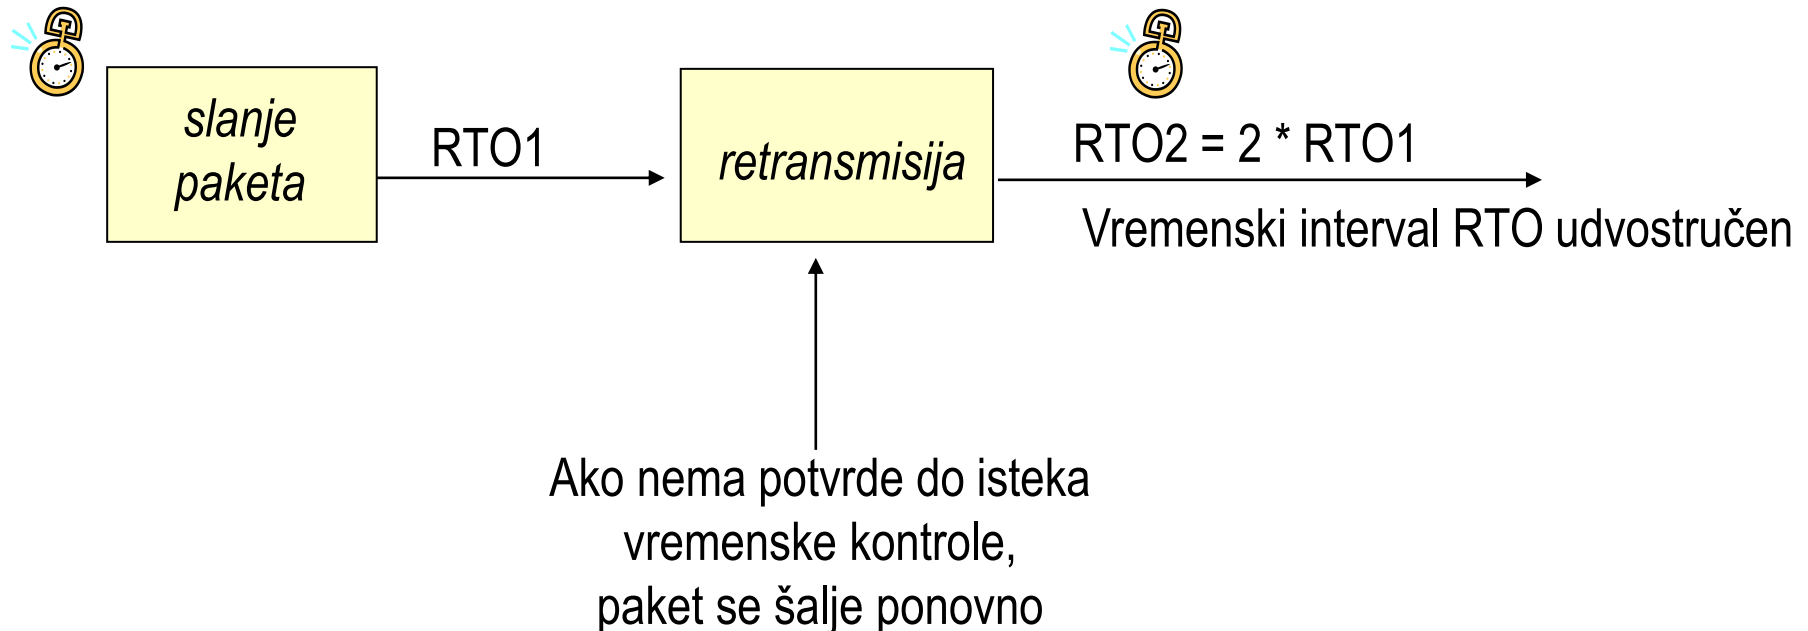 slanje
paketa
RTO1
retransmisija
RTO2 = 2 * RTO1
Vremenski interval RTO udvostručen
Ako nema potvrde do isteka
vremenske kontrole,
paket se šalje ponovno